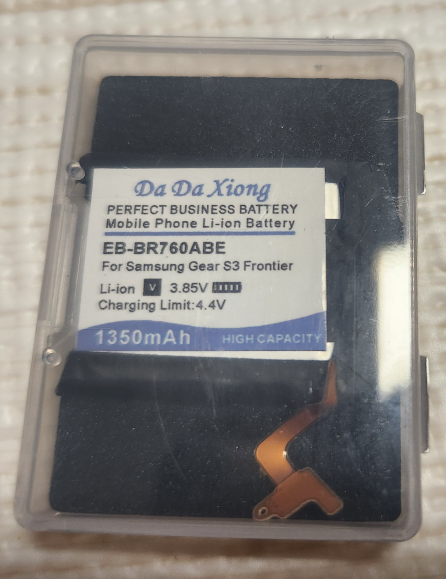 Da Da Xiong
PERFECT BUSINESS BATTERY
Mobile Phone Li-ion Battery
EB-BR760ABE
For Samsung Gear S3 Frontier
Li-ion V 3.85V
Charging Limit:4.4V
1350mAh HIGH CAPACITY